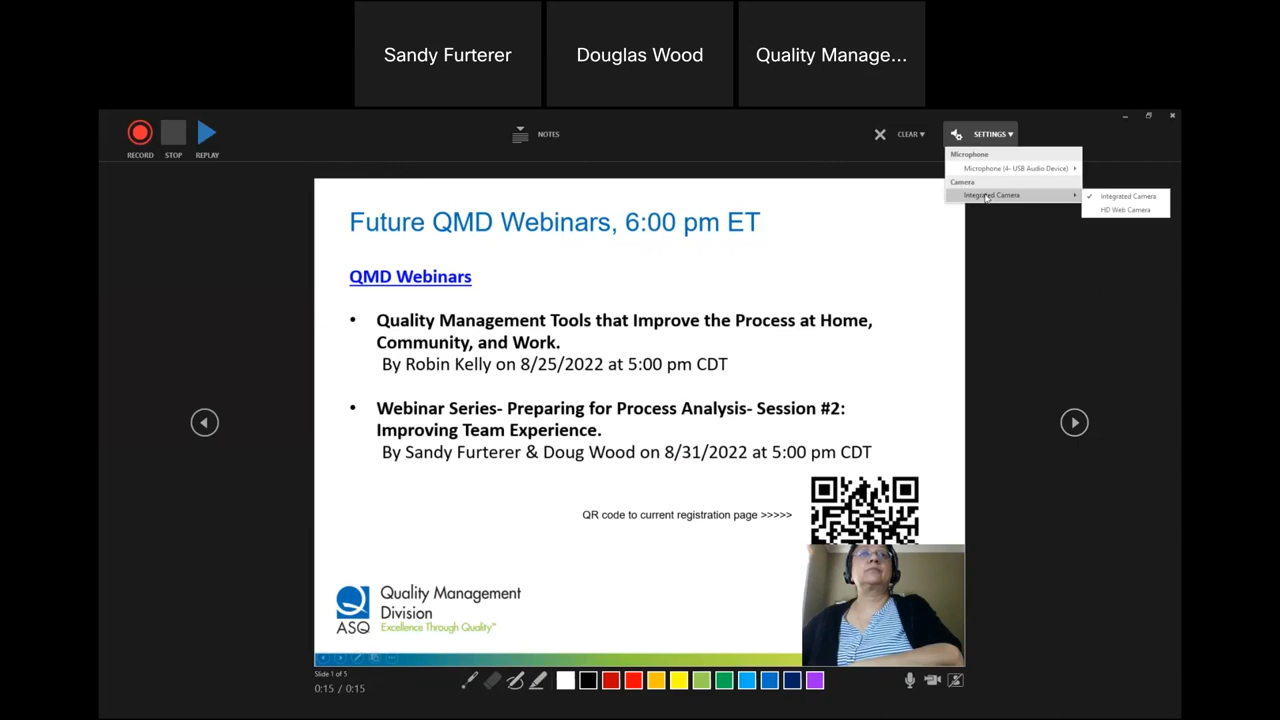 Sandy Furterer
Douglas Wood
Quality Manage...
RECORD
STOP
REPLAY
NOTES
CLEAR
SETTINGS
Microphone
Microphone (4- USB Audio Device)
Camera
Integrated Camera
Integrated Camera
HD Web Camera
Future QMD Webinars, 6:00 pm ET
QMD Webinars
• Quality Management Tools that Improve the Process at Home,
Community, and Work.
By Robin Kelly on 8/25/2022 at 5:00 pm CDT
• Webinar Series- Preparing for Process Analysis- Session #2:
Improving Team Experience.
By Sandy Furterer & Doug Wood on 8/31/2022 at 5:00 pm CDT
QR code to current registration page >>>>>
Quality Management
Division
ASQ Excellence Through Quality™
Slide 1 of 5
0:15 / 0:15